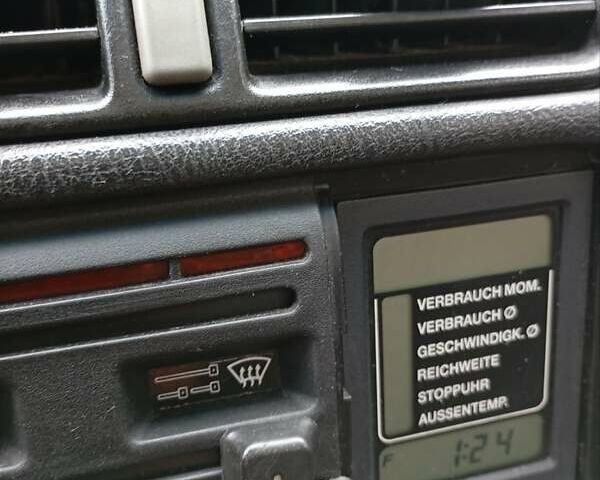 VERBRAUCH MOM.
VERBRAUCH Ø
GESCHWINDIGK. Ø
REICHWEITE
STOPPUHR
AUSSENTEMP.
F 1:24